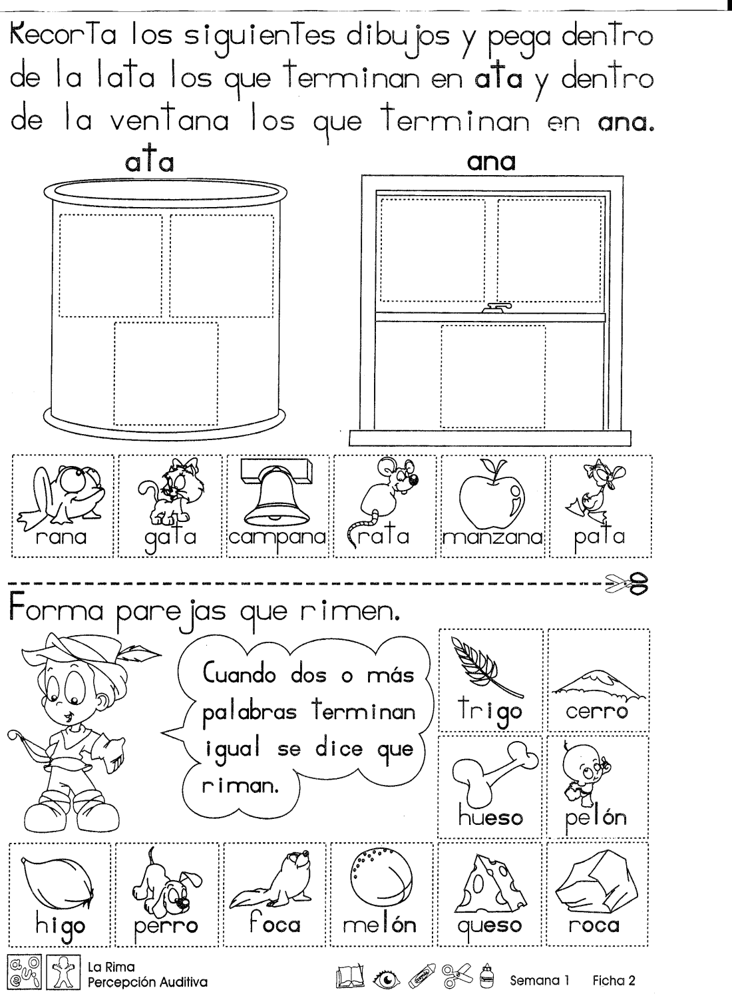 Recorta los siguientes dibujos y pega dentro
de la lata los que terminan en ata y dentro
de la ventana los que terminan en ana.
ata
ana
rana
gata
campana
rata
manzana
pata
Forma parejas que rimen.
Cuando dos o más
palabras terminan
igual se dice que
riman.
trigo
cerro
hueso
pelón
higo
perro
foca
melón
queso
roca
La Rima
Percepción Auditiva
Semana 1
Ficha 2